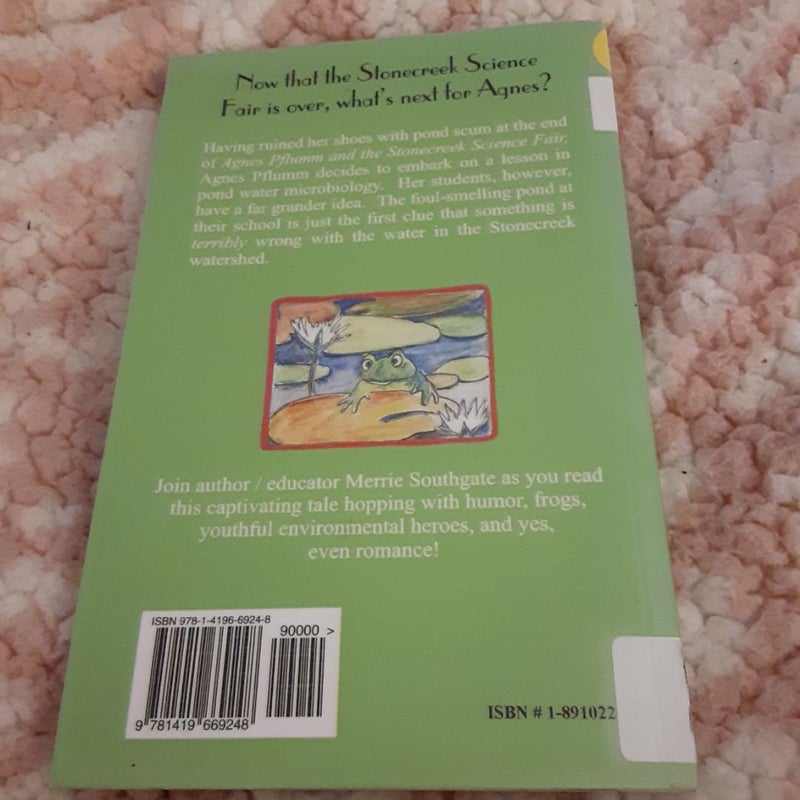 Now that the Stonecreek Science
Fair is over, what's next for Agnes?
Having ruined her shoes with pond scum at the end
of Agnes Pflumm and the Stonecreek Science Fair,
Agnes Pflumm decides to embark on a lesson in
pond water microbiology. Her students, however,
have a far grander idea. The foul-smelling pond at
their school is just the first clue that something is
terribly wrong with the water in the Stonecreek
watershed.
Join author / educator Merrie Southgate as you read
this captivating tale hopping with humor, frogs,
youthful environmental heroes, and yes,
even romance!
ISBN 978-1-4196-6924-8
90000 >
9 781419 669248
ISBN # 1-891022